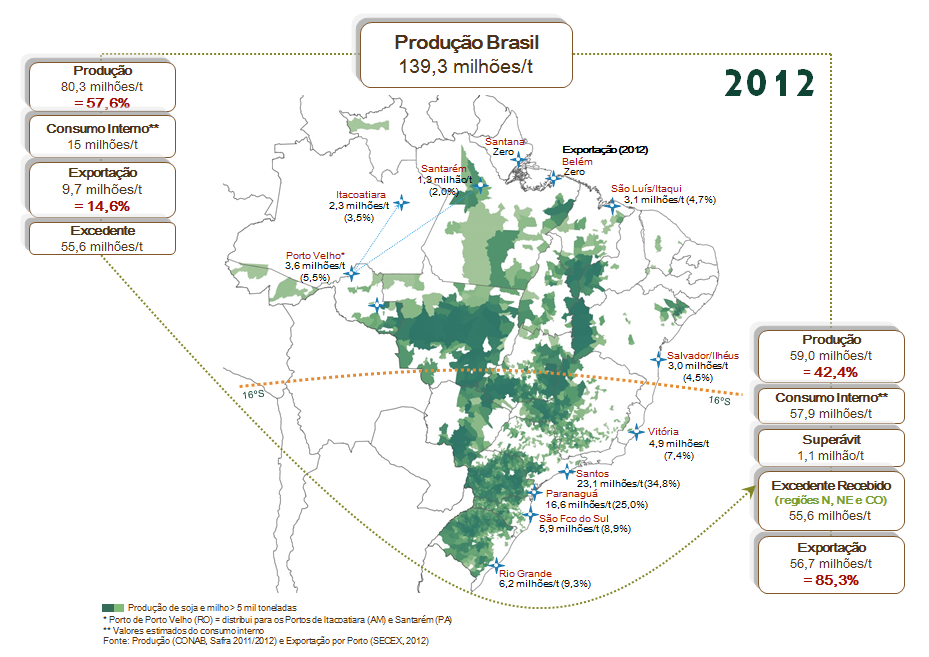 Produção Brasil
139,3 milhões/t
2012
Produção
80,3 milhões/t
= 57,6%
Consumo Interno**
15 milhões/t
Exportação
9,7 milhões/t
= 14,6%
Excedente
55,6 milhões/t
Santana
Zero
Exportação (2012)
Belém
Zero
Santarém
1,3 milhão/t
(2,0%)
Itacoatiara
2,3 milhões/t
(3,5%)
São Luís/Itaqui
3,1 milhões/t (4,7%)
Porto Velho*
3,6 milhões/t
(5,5%)
Salvador/Ilhéus
3,0 milhões/t
(4,5%)
16ºS
16ºS
Vitória
4,9 milhões/t
(7,4%)
Santos
23,1 milhões/t (34,8%)
Paranaguá
16,6 milhões/t (25,0%)
São Fco do Sul
5,9 milhões/t (8,9%)
Rio Grande
6,2 milhões/t (9,3%)
Produção
59,0 milhões/t
= 42,4%
Consumo Interno**
57,9 milhões/t
Superávit
1,1 milhão/t
Excedente Recebido
(regiões N, NE e CO)
55,6 milhões/t
Exportação
56,7 milhões/t
= 85,3%
Produção de soja e milho > 5 mil toneladas
* Porto de Porto Velho (RO) = distribui para os Portos de Itacoatiara (AM) e Santarém (PA)
** Valores estimados do consumo interno
Fonte: Produção (CONAB, Safra 2011/2012) e Exportação por Porto (SECEX, 2012)